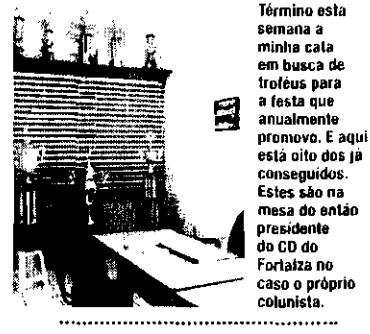 Término esta
semana a
minha cata
em busca de
troféus para
a festa que
anualmente
promovo. E aqui
está oito dos já
conseguidos.
Estes são na
mesa do então
presidente
do CD do
Fortalza no
caso o próprio
colunista.